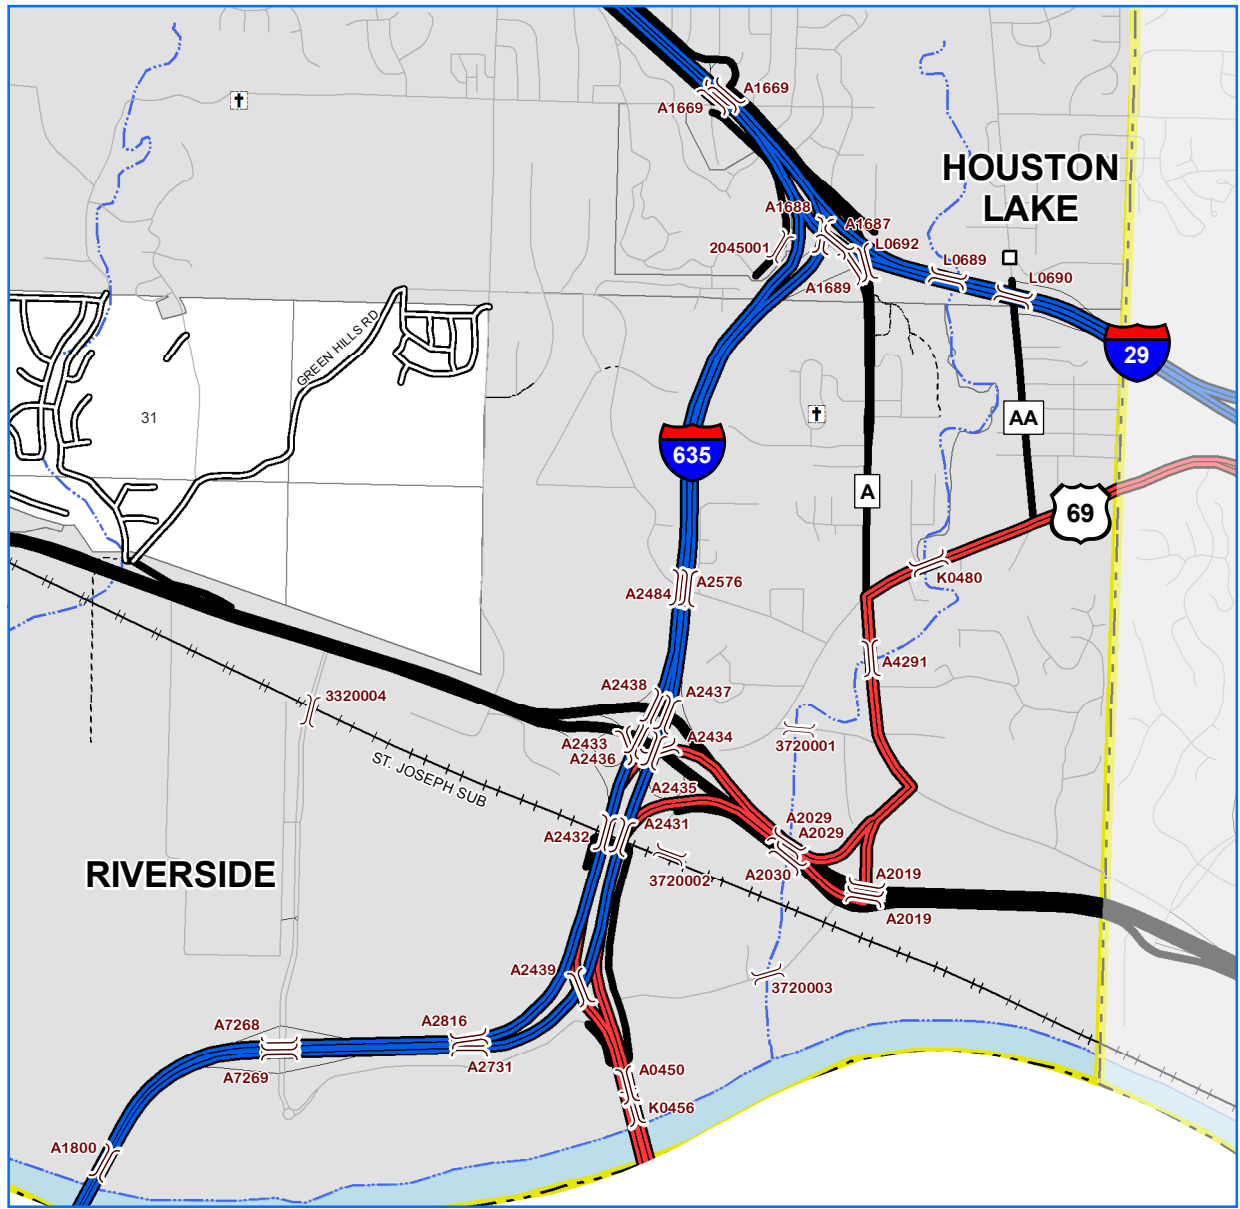 A1669
A1669
HOUSTON
LAKE
A1688
A1687
2045001
L0692
L0689
A1689
L0690
GREEN HILLS RD
29
31
AA
635
A
69
A2484
A2576
K0480
A4291
A2438
A2437
3320004
A2433
A2434
3720001
A2436
ST. JOSEPH SUB
A2435
A2029
A2431
A2029
A2432
RIVERSIDE
3720002
A2030
A2019
A2019
A2439
3720003
A7268
A2816
A7269
A2731
A0450
K0456
A1800